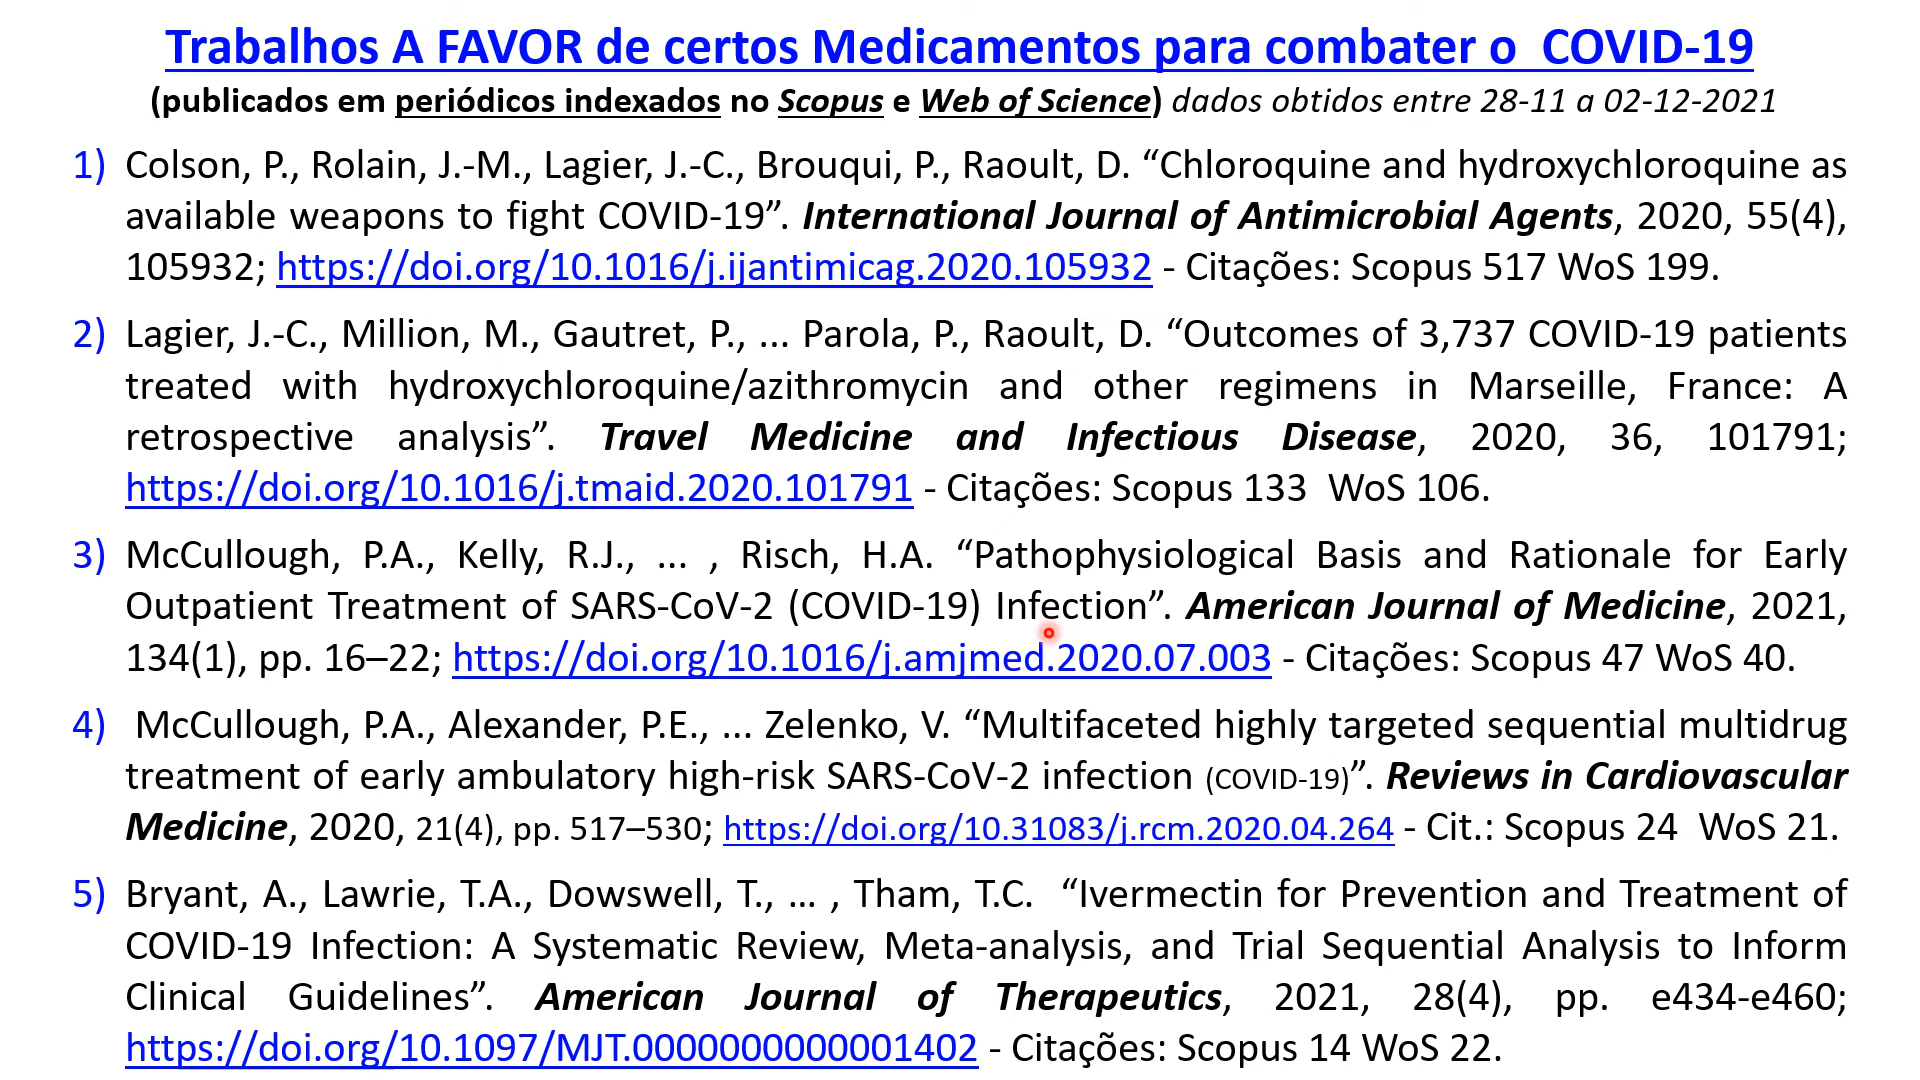 Trabalhos A FAVOR de certos Medicamentos para combater o COVID-19
(publicados em periódicos indexados no Scopus e Web of Science) dados obtidos entre 28-11 a 02-12-2021
1) Colson, P., Rolain, J.-M., Lagier, J.-C., Brouqui, P., Raoult, D. “Chloroquine and hydroxychloroquine as
available weapons to fight COVID-19”. International Journal of Antimicrobial Agents, 2020, 55(4),
105932; https://doi.org/10.1016/j.ijantimicag.2020.105932 - Citações: Scopus 517 WoS 199.
2) Lagier, J.-C., Million, M., Gautret, P., ... Parola, P., Raoult, D. “Outcomes of 3,737 COVID-19 patients
treated with hydroxychloroquine/azithromycin and other regimens in Marseille, France: A
retrospective analysis”. Travel Medicine and Infectious Disease, 2020, 36, 101791;
https://doi.org/10.1016/j.tmaid.2020.101791 - Citações: Scopus 133 WoS 106.
3) McCullough, P.A., Kelly, R.J., ... , Risch, H.A. “Pathophysiological Basis and Rationale for Early
Outpatient Treatment of SARS-CoV-2 (COVID-19) Infection”. American Journal of Medicine, 2021,
134(1), pp. 16–22; https://doi.org/10.1016/j.amjmed.2020.07.003 - Citações: Scopus 47 WoS 40.
4) McCullough, P.A., Alexander, P.E., ... Zelenko, V. “Multifaceted highly targeted sequential multidrug
treatment of early ambulatory high-risk SARS-CoV-2 infection (COVID-19)”. Reviews in Cardiovascular
Medicine, 2020, 21(4), pp. 517–530; https://doi.org/10.31083/j.rcm.2020.04.264 - Cit.: Scopus 24 WoS 21.
5) Bryant, A., Lawrie, T.A., Dowswell, T., ... , Tham, T.C. “Ivermectin for Prevention and Treatment of
COVID-19 Infection: A Systematic Review, Meta-analysis, and Trial Sequential Analysis to Inform
Clinical Guidelines”. American Journal of Therapeutics, 2021, 28(4), pp. e434-e460;
https://doi.org/10.1097/MJT.0000000000001402 - Citações: Scopus 14 WoS 22.